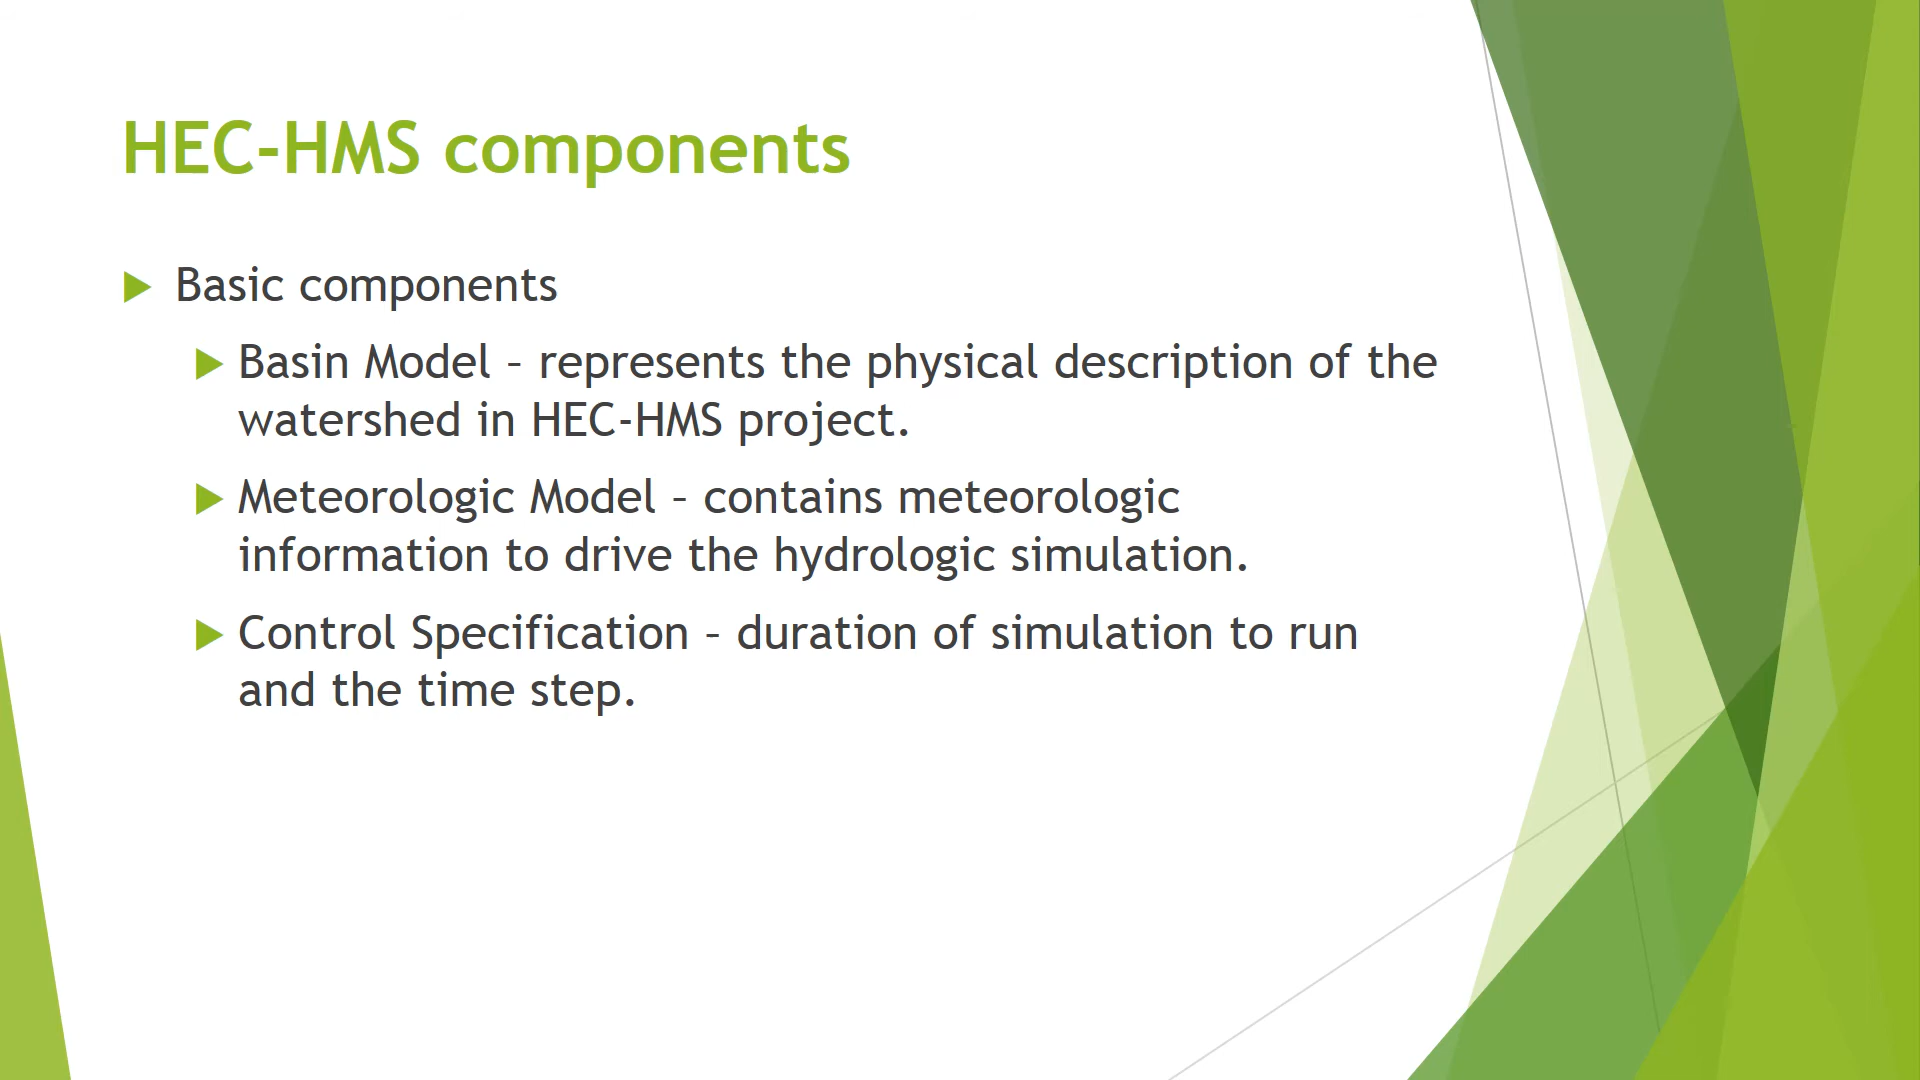 HEC-HMS components
Basic components
Basin Model – represents the physical description of the
watershed in HEC-HMS project.
Meteorologic Model – contains meteorologic
information to drive the hydrologic simulation.
Control Specification – duration of simulation to run
and the time step.